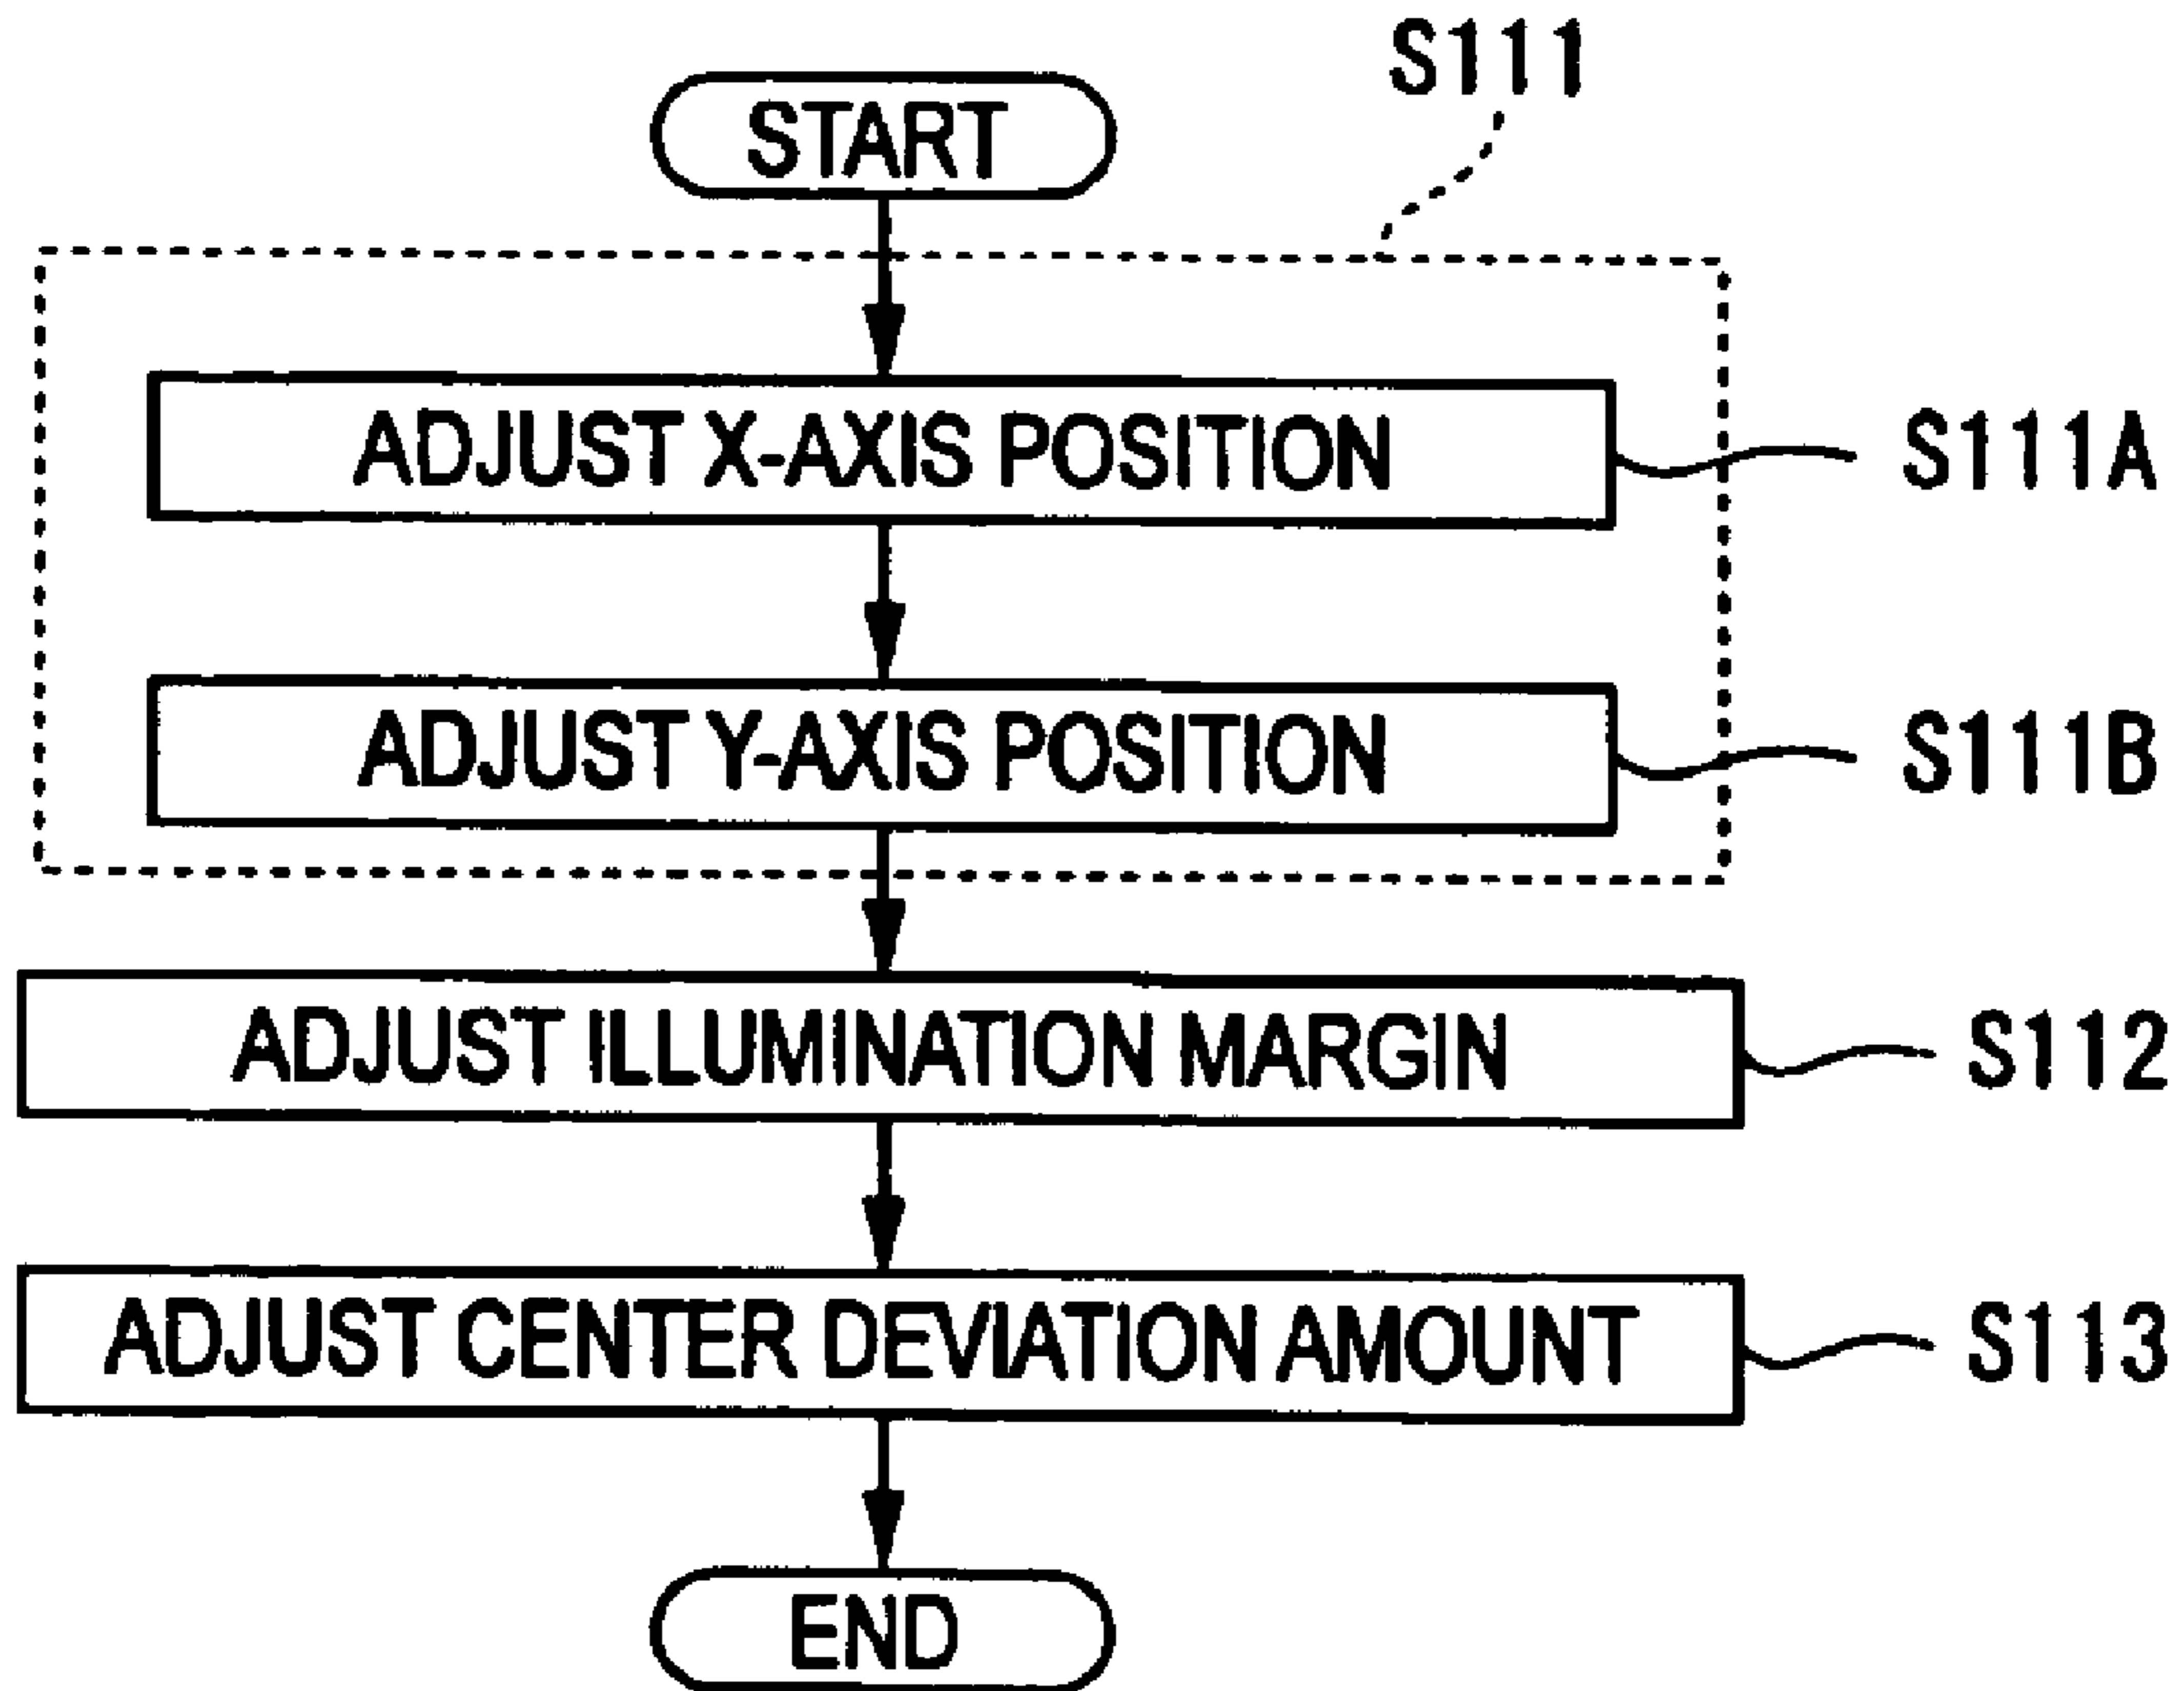 S111
START
ADJUST X-AXIS POSITION
S111A
ADJUST Y-AXIS POSITION
S111B
ADJUST ILLUMINATION MARGIN
S112
ADJUST CENTER DEVIATION AMOUNT
S113
END